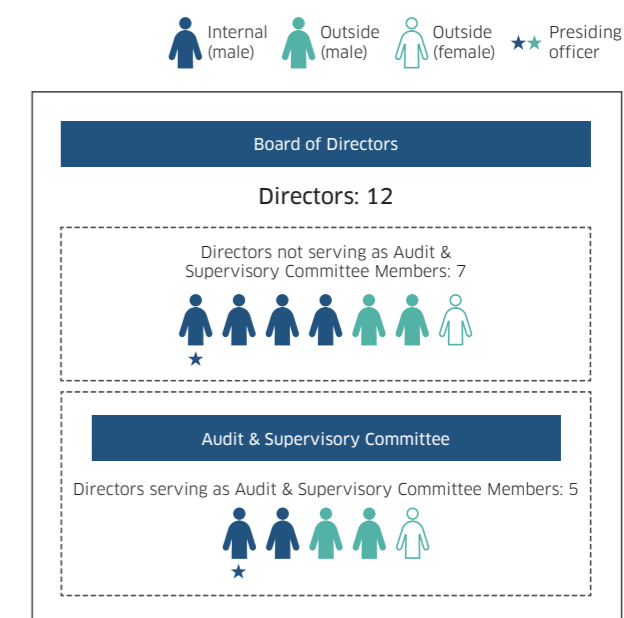 Internal
(male)
Outside
(male)
Outside
(female)
★★ Presiding
officer
Board of Directors
Directors: 12
Directors not serving as Audit &
Supervisory Committee Members: 7
★
Audit & Supervisory Committee
Directors serving as Audit & Supervisory Committee Members: 5
★